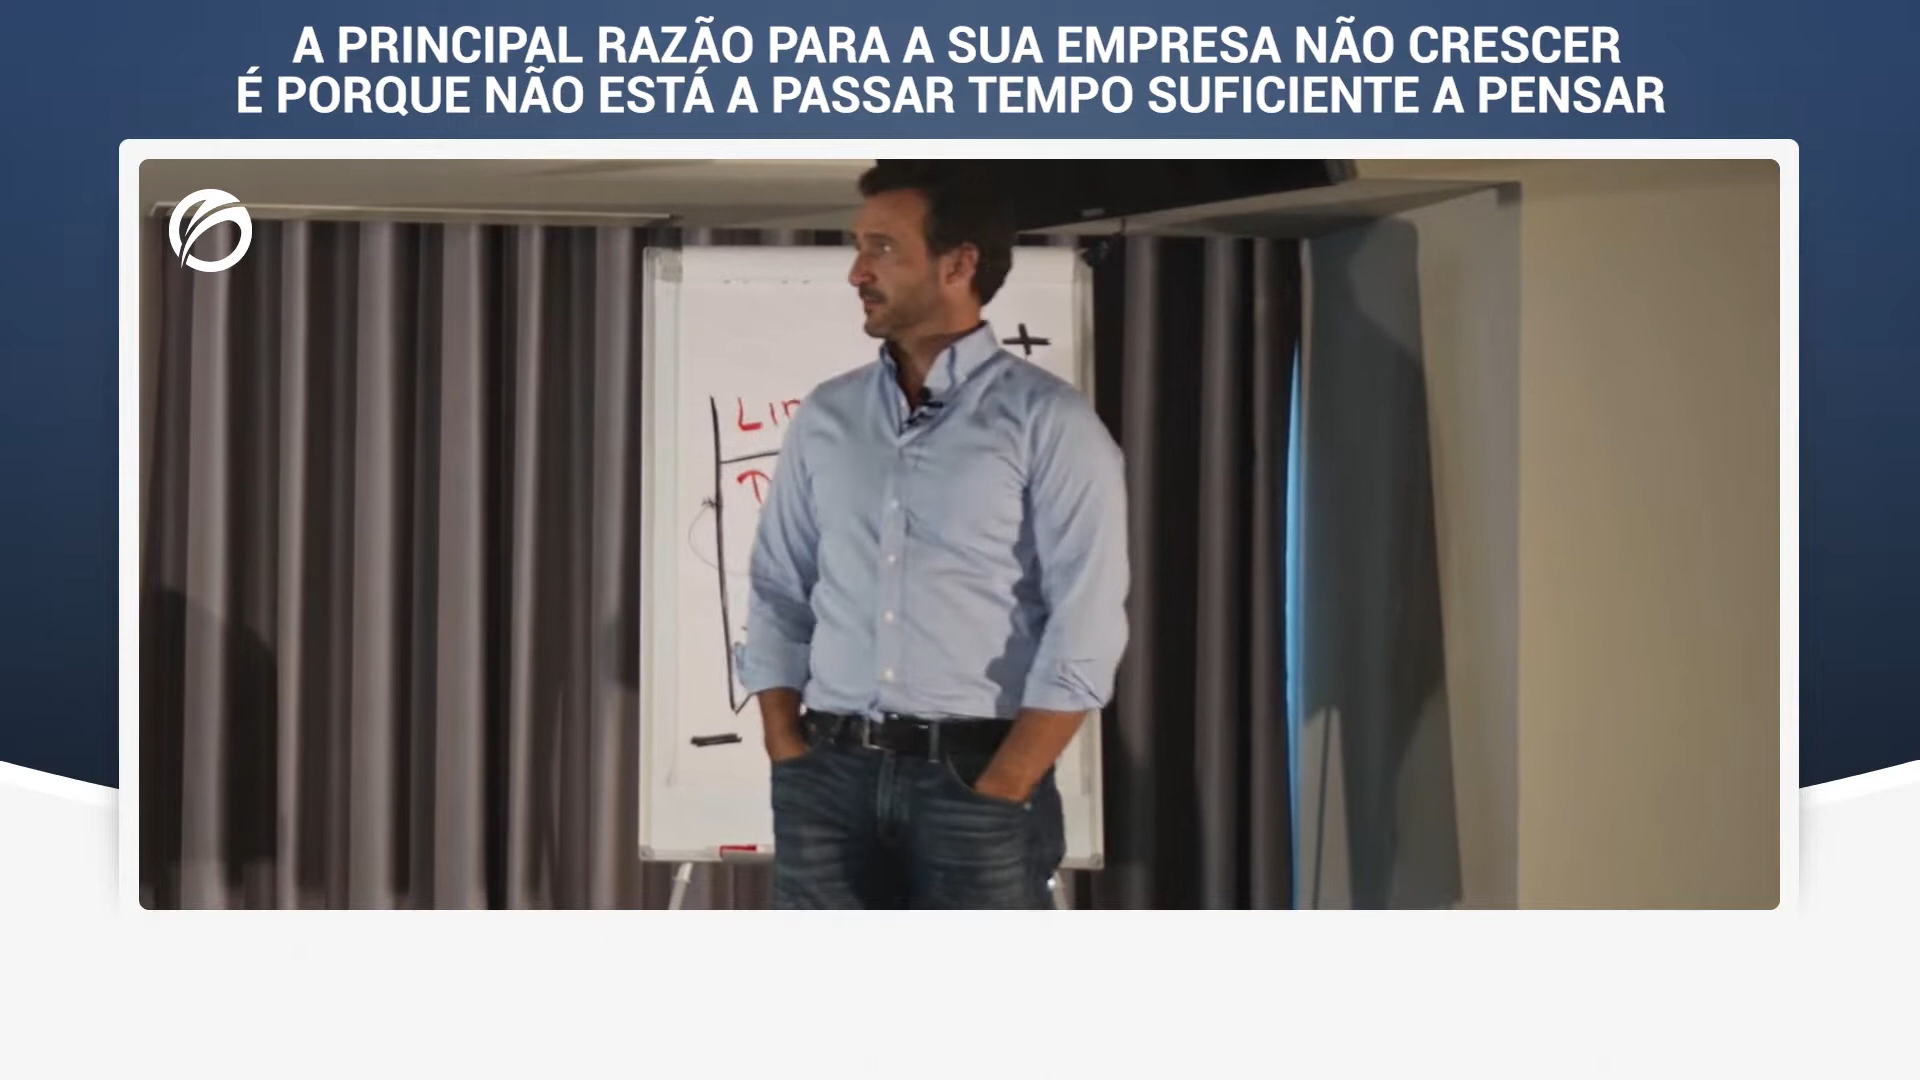 A PRINCIPAL RAZÃO PARA A SUA EMPRESA NÃO CRESCER
É PORQUE NÃO ESTÁ A PASSAR TEMPO SUFICIENTE A PENSAR
+
-